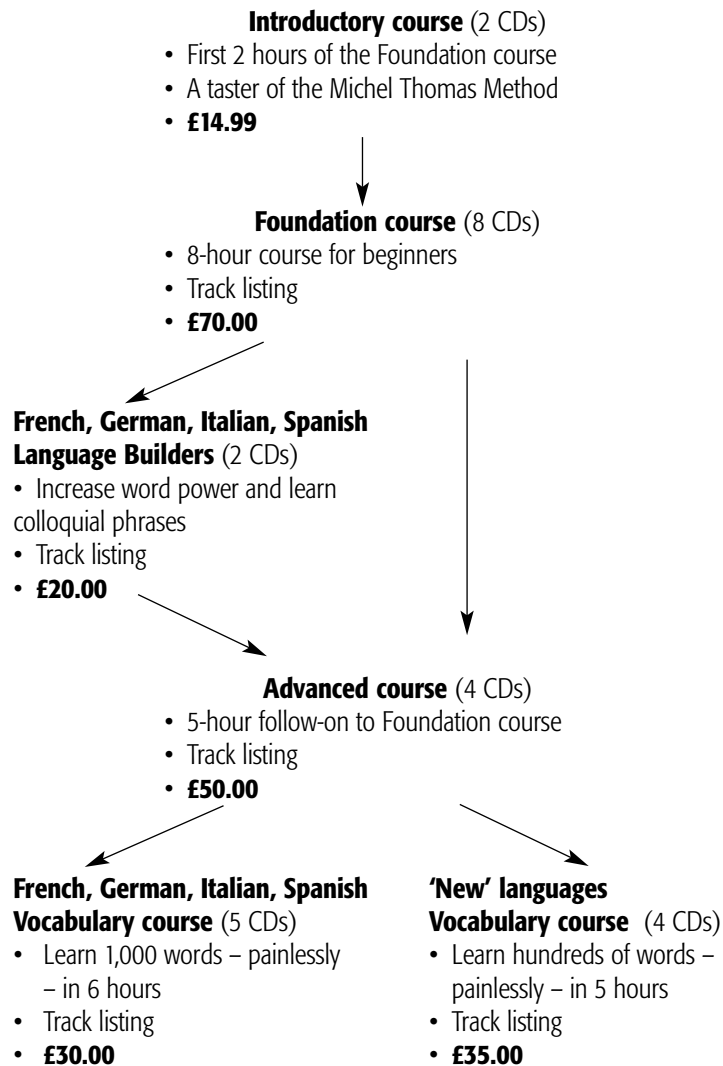 Introductory course (2 CDs)
• First 2 hours of the Foundation course
• A taster of the Michel Thomas Method
• £14.99
Foundation course (8 CDs)
• 8-hour course for beginners
• Track listing
• £70.00
French, German, Italian, Spanish
Language Builders (2 CDs)
• Increase word power and learn
colloquial phrases
• Track listing
• £20.00
Advanced course (4 CDs)
• 5-hour follow-on to Foundation course
• Track listing
• £50.00
French, German, Italian, Spanish
Vocabulary course (5 CDs)
• Learn 1,000 words – painlessly
– in 6 hours
• Track listing
• £30.00
‘New’ languages
Vocabulary course (4 CDs)
• Learn hundreds of words –
painlessly – in 5 hours
• Track listing
• £35.00